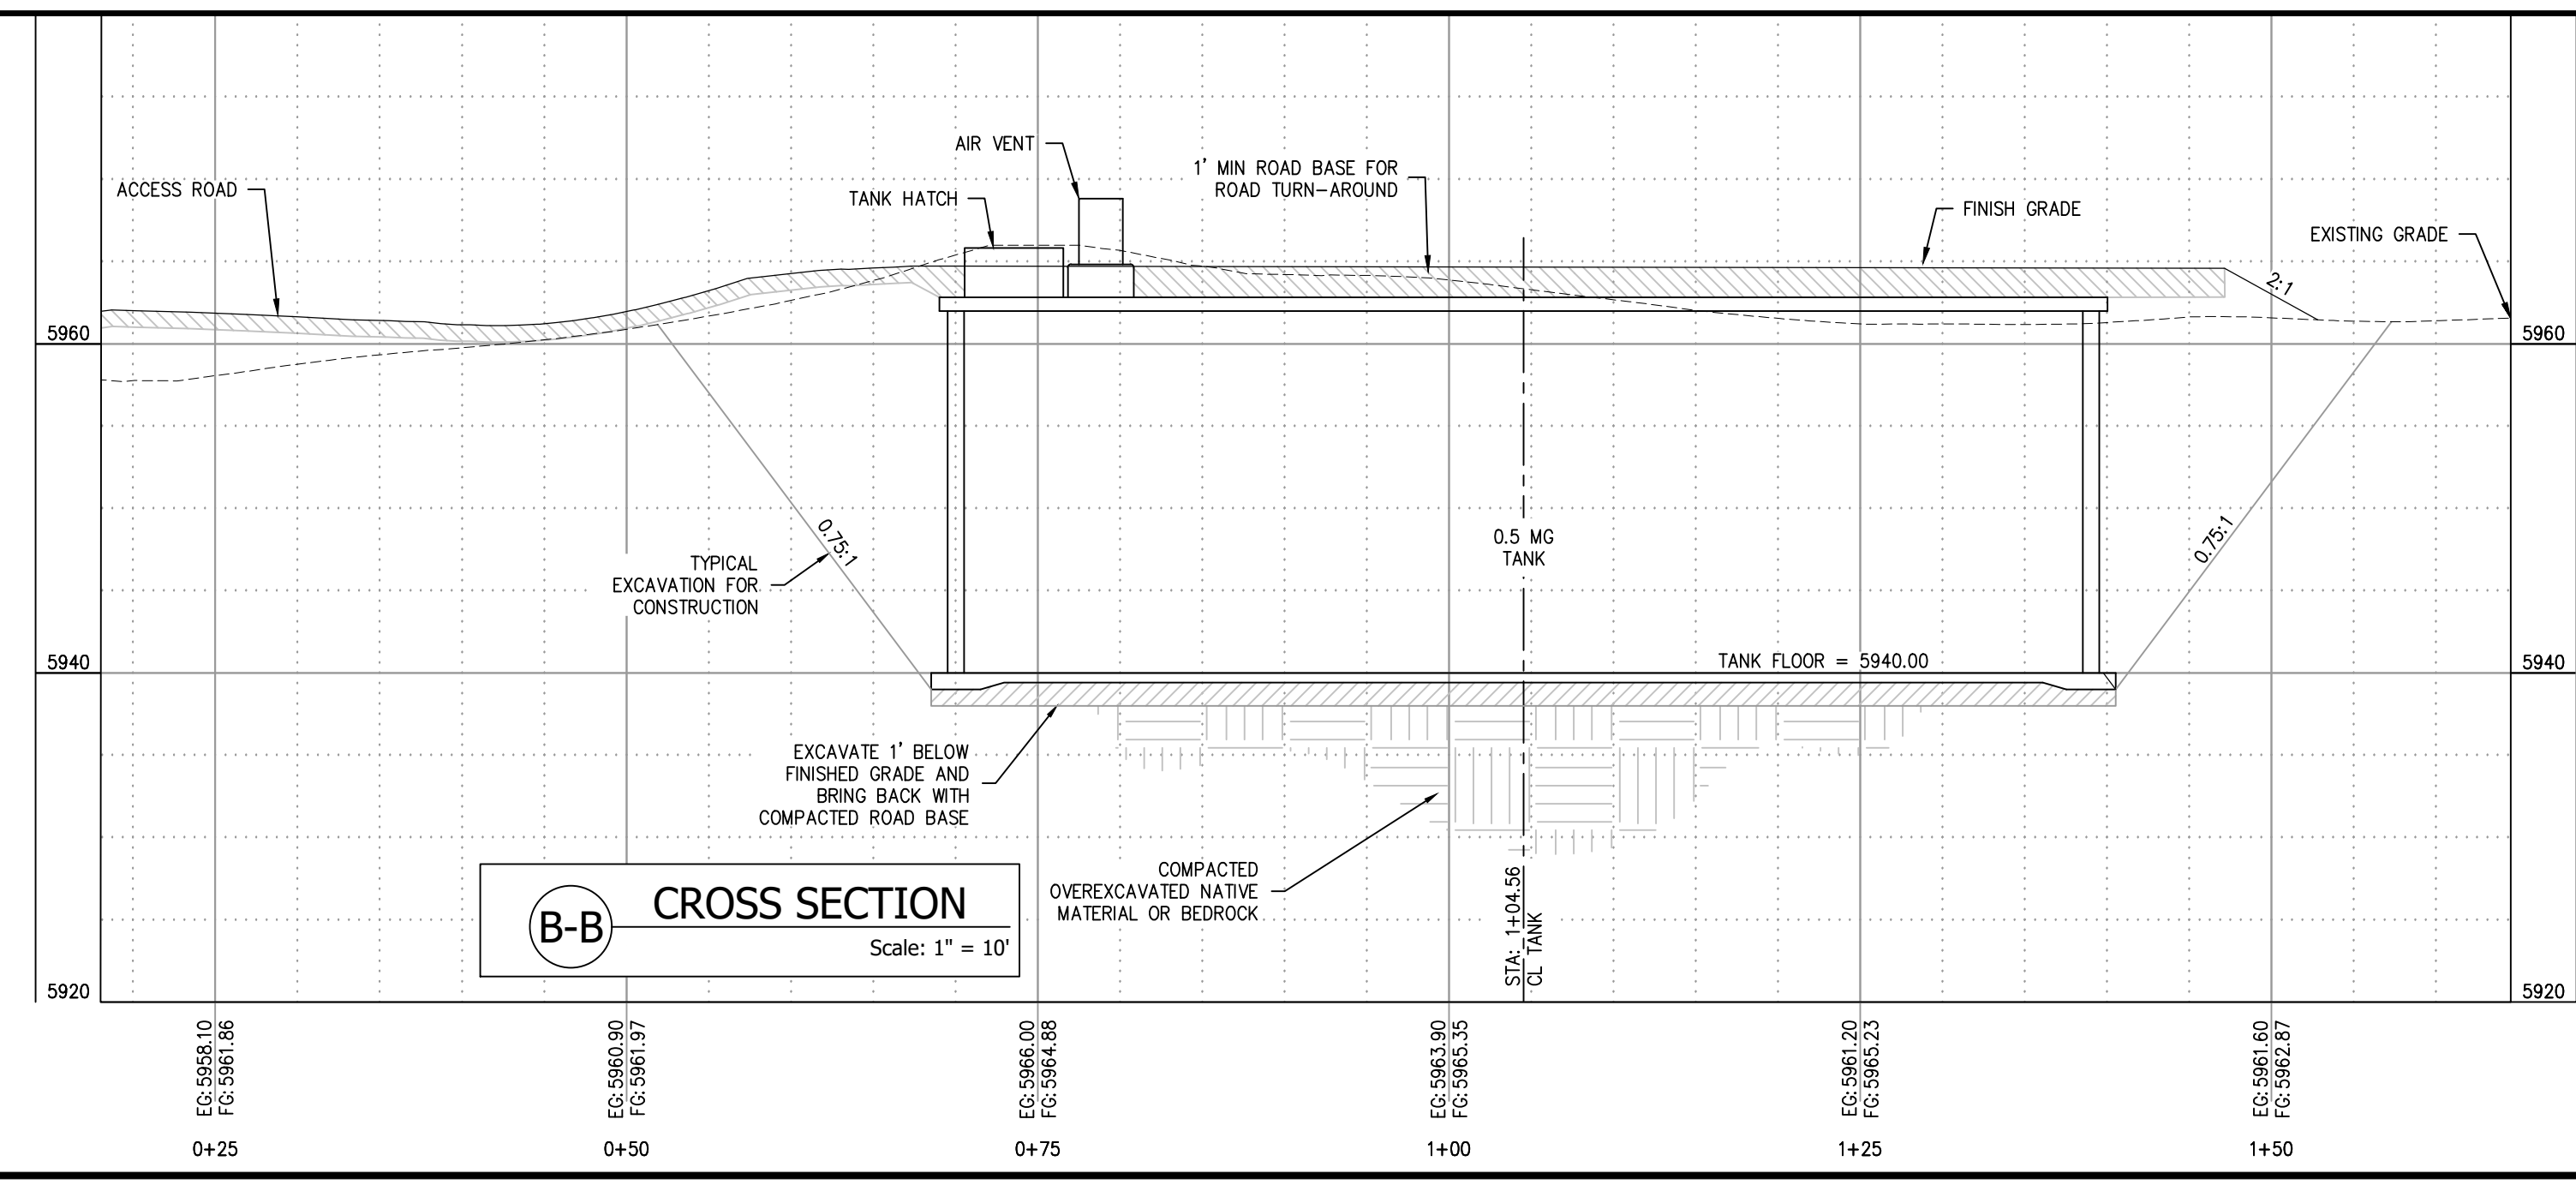 AIR VENT
1' MIN ROAD BASE FOR
ROAD TURN-AROUND
ACCESS ROAD
TANK HATCH
FINISH GRADE
EXISTING GRADE
2:1
5960
5960
0.75:1
0.75:1
TYPICAL
EXCAVATION FOR
CONSTRUCTION
0.5 MG
TANK
5940
TANK FLOOR = 5940.00
5940
EXCAVATE 1' BELOW
FINISHED GRADE AND
BRING BACK WITH
COMPACTED ROAD BASE
COMPACTED
OVEREXCAVATED NATIVE
MATERIAL OR BEDROCK
STA: 1+04.56
CL TANK
B-B
CROSS SECTION
Scale: 1" = 10'
5920
5920
EG: 5958.10
FG: 5961.86
EG: 5960.90
FG: 5961.97
EG: 5966.00
FG: 5964.88
EG: 5963.90
FG: 5965.35
EG: 5961.20
FG: 5965.23
EG: 5961.60
FG: 5962.87
0+25
0+50
0+75
1+00
1+25
1+50